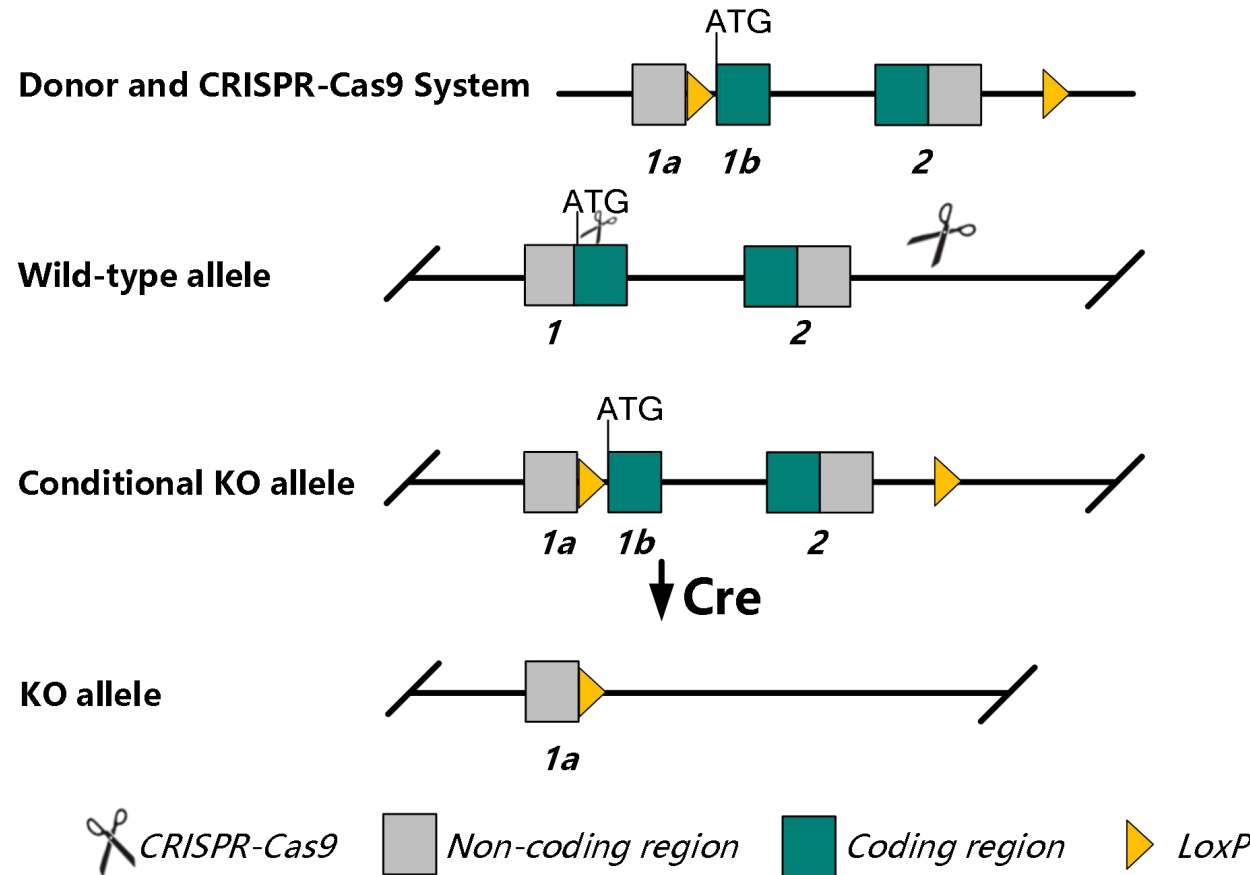 ATG
Donor and CRISPR-Cas9 System
1a 1b 2
ATG
Wild-type allele
1 2
ATG
Conditional KO allele
1a 1b 2
Cre
KO allele
1a
CRISPR-Cas9 Non-coding region Coding region LoxP